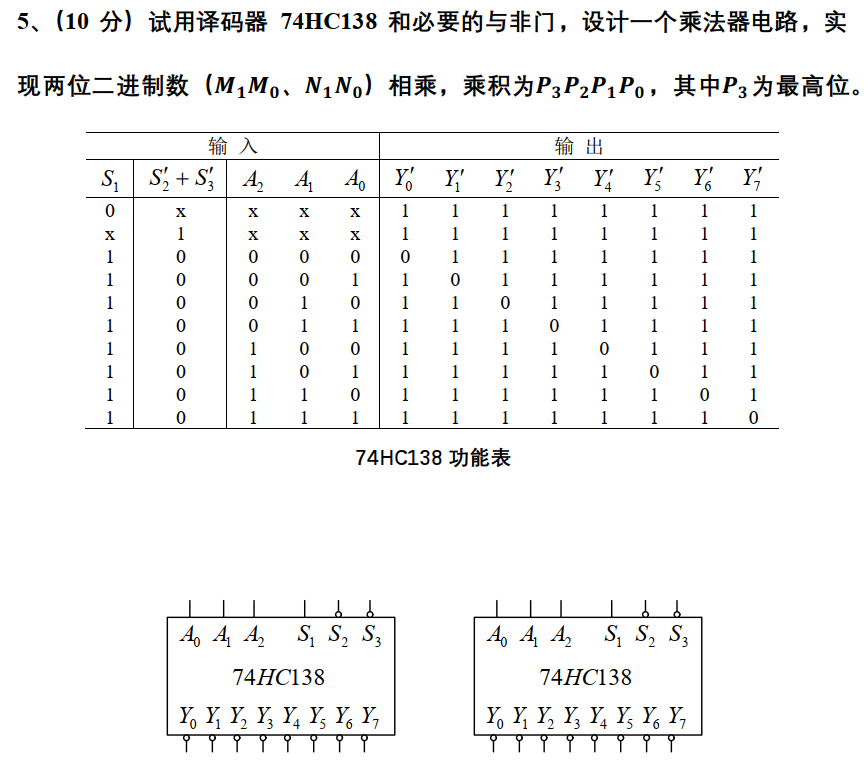 5、(10 分) 试用译码器 74HC138 和必要的与非门，设计一个乘法器电路，实
现两位二进制数（M₁M₀、N₁N₀）相乘，乘积为P₃P₂P₁P₀，其中P₃为最高位。
输 入 输 出
S₁ S₂′ + S₃′ A₂ A₁ A₀ Y₀′ Y₁′ Y₂′ Y₃′ Y₄′ Y₅′ Y₆′ Y₇′
0 x x x x 1 1 1 1 1 1 1 1
x 1 x x x 1 1 1 1 1 1 1 1
1 0 0 0 0 0 1 1 1 1 1 1 1
1 0 0 0 1 1 0 1 1 1 1 1 1
1 0 0 1 0 1 1 0 1 1 1 1 1
1 0 0 1 1 1 1 1 0 1 1 1 1
1 0 1 0 0 1 1 1 1 0 1 1 1
1 0 1 0 1 1 1 1 1 1 0 1 1
1 0 1 1 0 1 1 1 1 1 1 0 1
1 0 1 1 1 1 1 1 1 1 1 1 0
74HC138 功能表
A₀ A₁ A₂ S₁ S₂ S₃
74HC138
Y₀ Y₁ Y₂ Y₃ Y₄ Y₅ Y₆ Y₇
A₀ A₁ A₂ S₁ S₂ S₃
74HC138
Y₀ Y₁ Y₂ Y₃ Y₄ Y₅ Y₆ Y₇